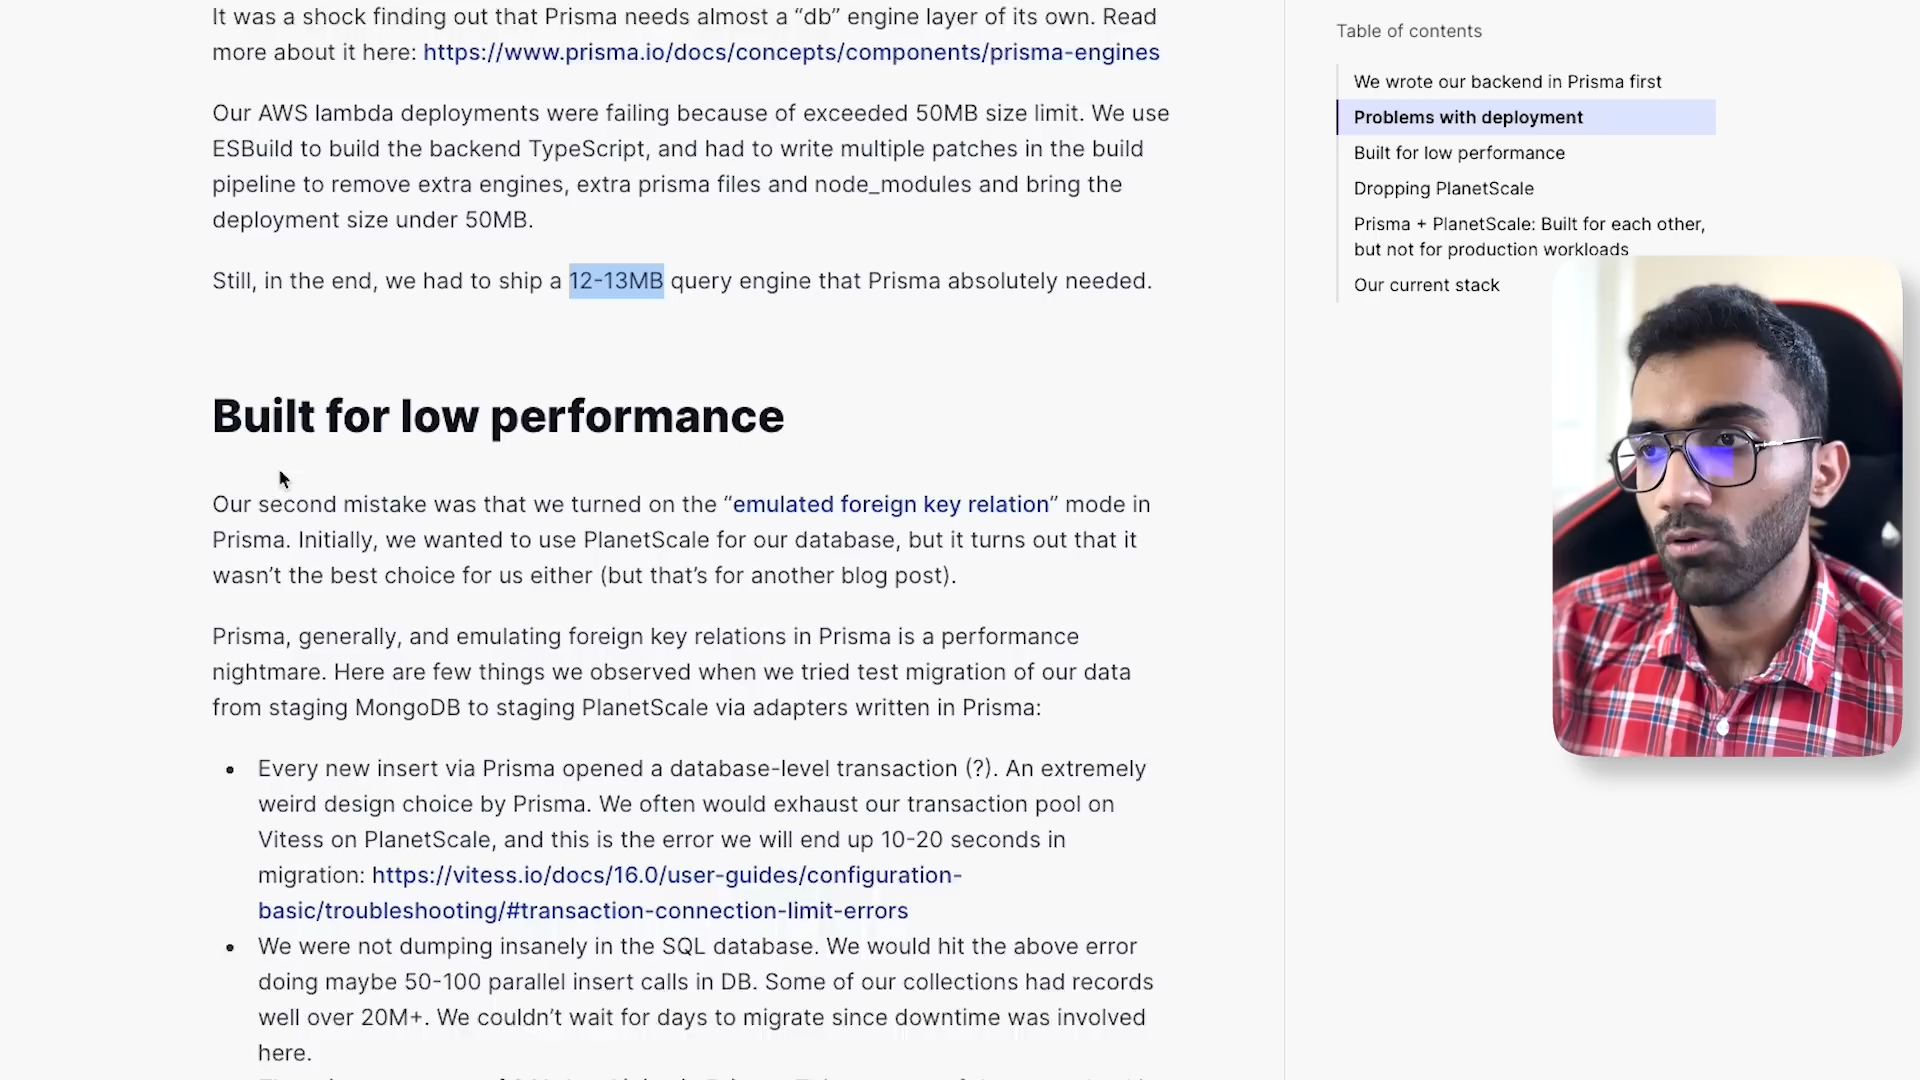 It was a shock finding out that Prisma needs almost a “db” engine layer of its own. Read
more about it here: https://www.prisma.io/docs/concepts/components/prisma-engines
Our AWS lambda deployments were failing because of exceeded 50MB size limit. We use
ESBuild to build the backend TypeScript, and had to write multiple patches in the build
pipeline to remove extra engines, extra prisma files and node_modules and bring the
deployment size under 50MB.
Still, in the end, we had to ship a 12-13MB query engine that Prisma absolutely needed.
Built for low performance
Our second mistake was that we turned on the “emulated foreign key relation” mode in
Prisma. Initially, we wanted to use PlanetScale for our database, but it turns out that it
wasn’t the best choice for us either (but that’s for another blog post).
Prisma, generally, and emulating foreign key relations in Prisma is a performance
nightmare. Here are few things we observed when we tried test migration of our data
from staging MongoDB to staging PlanetScale via adapters written in Prisma:
• Every new insert via Prisma opened a database-level transaction (?). An extremely
weird design choice by Prisma. We often would exhaust our transaction pool on
Vitess on PlanetScale, and this is the error we will end up 10-20 seconds in
migration: https://vitess.io/docs/16.0/user-guides/configuration-
basic/troubleshooting/#transaction-connection-limit-errors
• We were not dumping insanely in the SQL database. We would hit the above error
doing maybe 50-100 parallel insert calls in DB. Some of our collections had records
well over 20M+. We couldn’t wait for days to migrate since downtime was involved
here.
Table of contents
We wrote our backend in Prisma first
Problems with deployment
Built for low performance
Dropping PlanetScale
Prisma + PlanetScale: Built for each other,
but not for production workloads
Our current stack